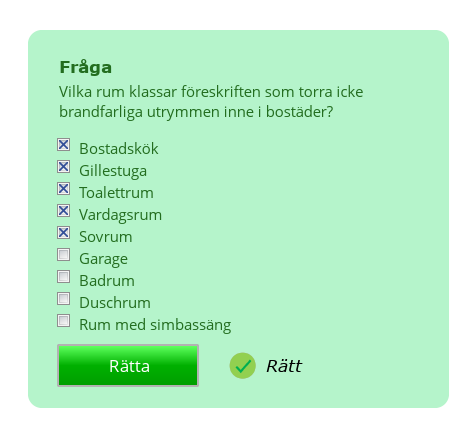 Fråga
Vilka rum klassar föreskriften som torra icke
brandfarliga utrymmen inne i bostäder?
Bostadskök
Gillestuga
Toalettrum
Vardagsrum
Sovrum
Garage
Badrum
Duschrum
Rum med simbassäng
Rätta
Rätt